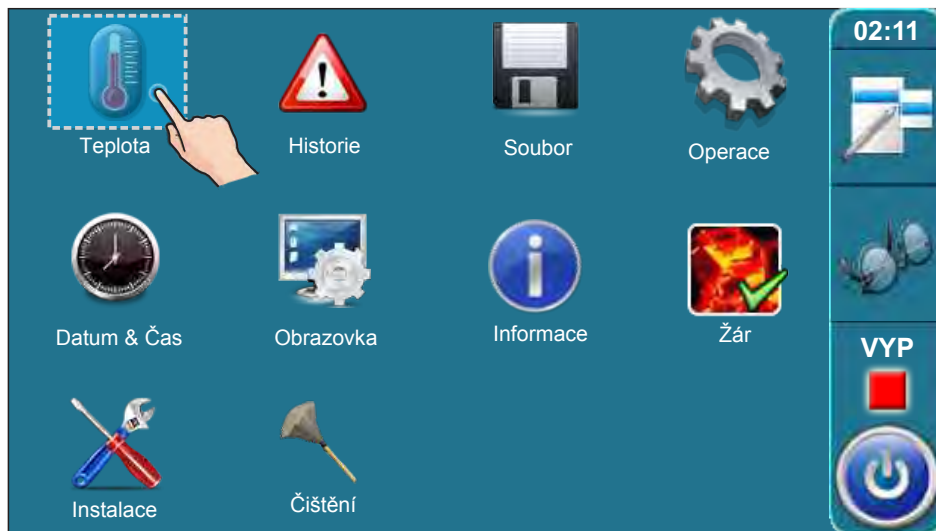 02:11
Teplota
Historie
Soubor
Operace
Datum & Čas
Obrazovka
Informace
Žár
VYP
Instalace
Čištění